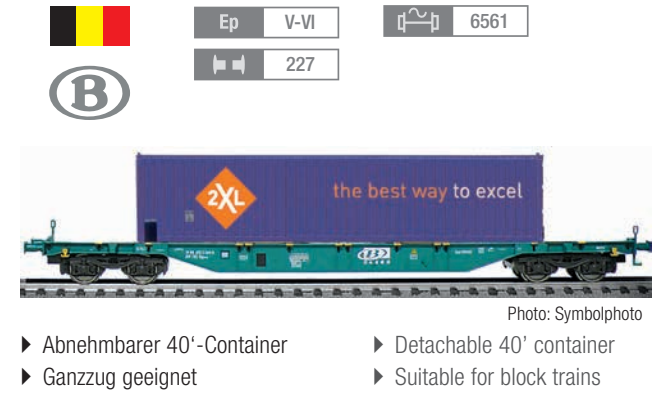 Ep V-VI
6561
227
B
2XL
the best way to excel
B
CARGO
Photo: Symbolphoto
Abnehmbarer 40‘-Container
Ganzzug geeignet
Detachable 40’ container
Suitable for block trains